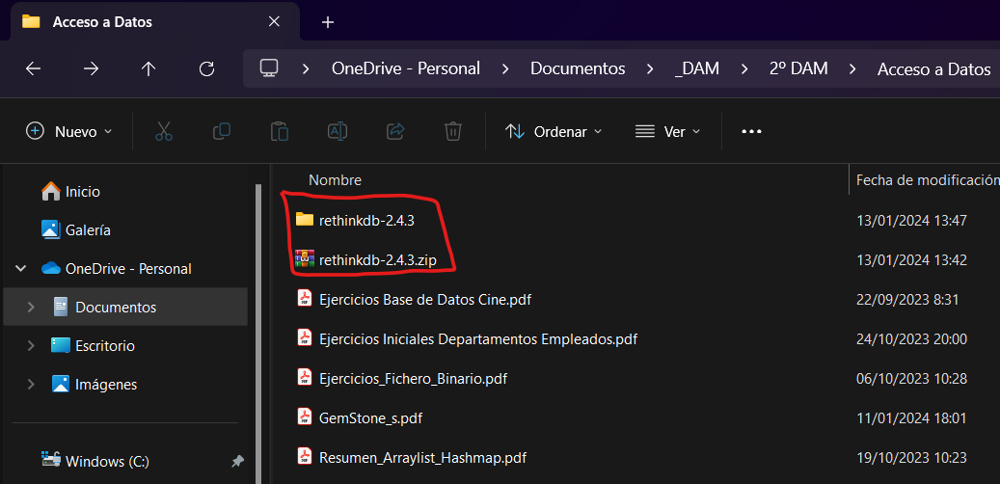 Acceso a Datos
OneDrive - Personal > Documentos > _DAM > 2º DAM > Acceso a Datos
Nuevo Ordenar Ver
Nombre Fecha de modificación
Inicio
Galería
OneDrive - Personal
Documentos
Escritorio
Imágenes
Windows (C:)
rethinkdb-2.4.3 13/01/2024 13:47
rethinkdb-2.4.3.zip 13/01/2024 13:42
Ejercicios Base de Datos Cine.pdf 22/09/2023 8:31
Ejercicios Iniciales Departamentos Empleados.pdf 24/10/2023 20:00
Ejercicios_Fichero_Binario.pdf 06/10/2023 10:28
GemStone_s.pdf 11/01/2024 18:01
Resumen_Arraylist_Hashmap.pdf 19/10/2023 10:23